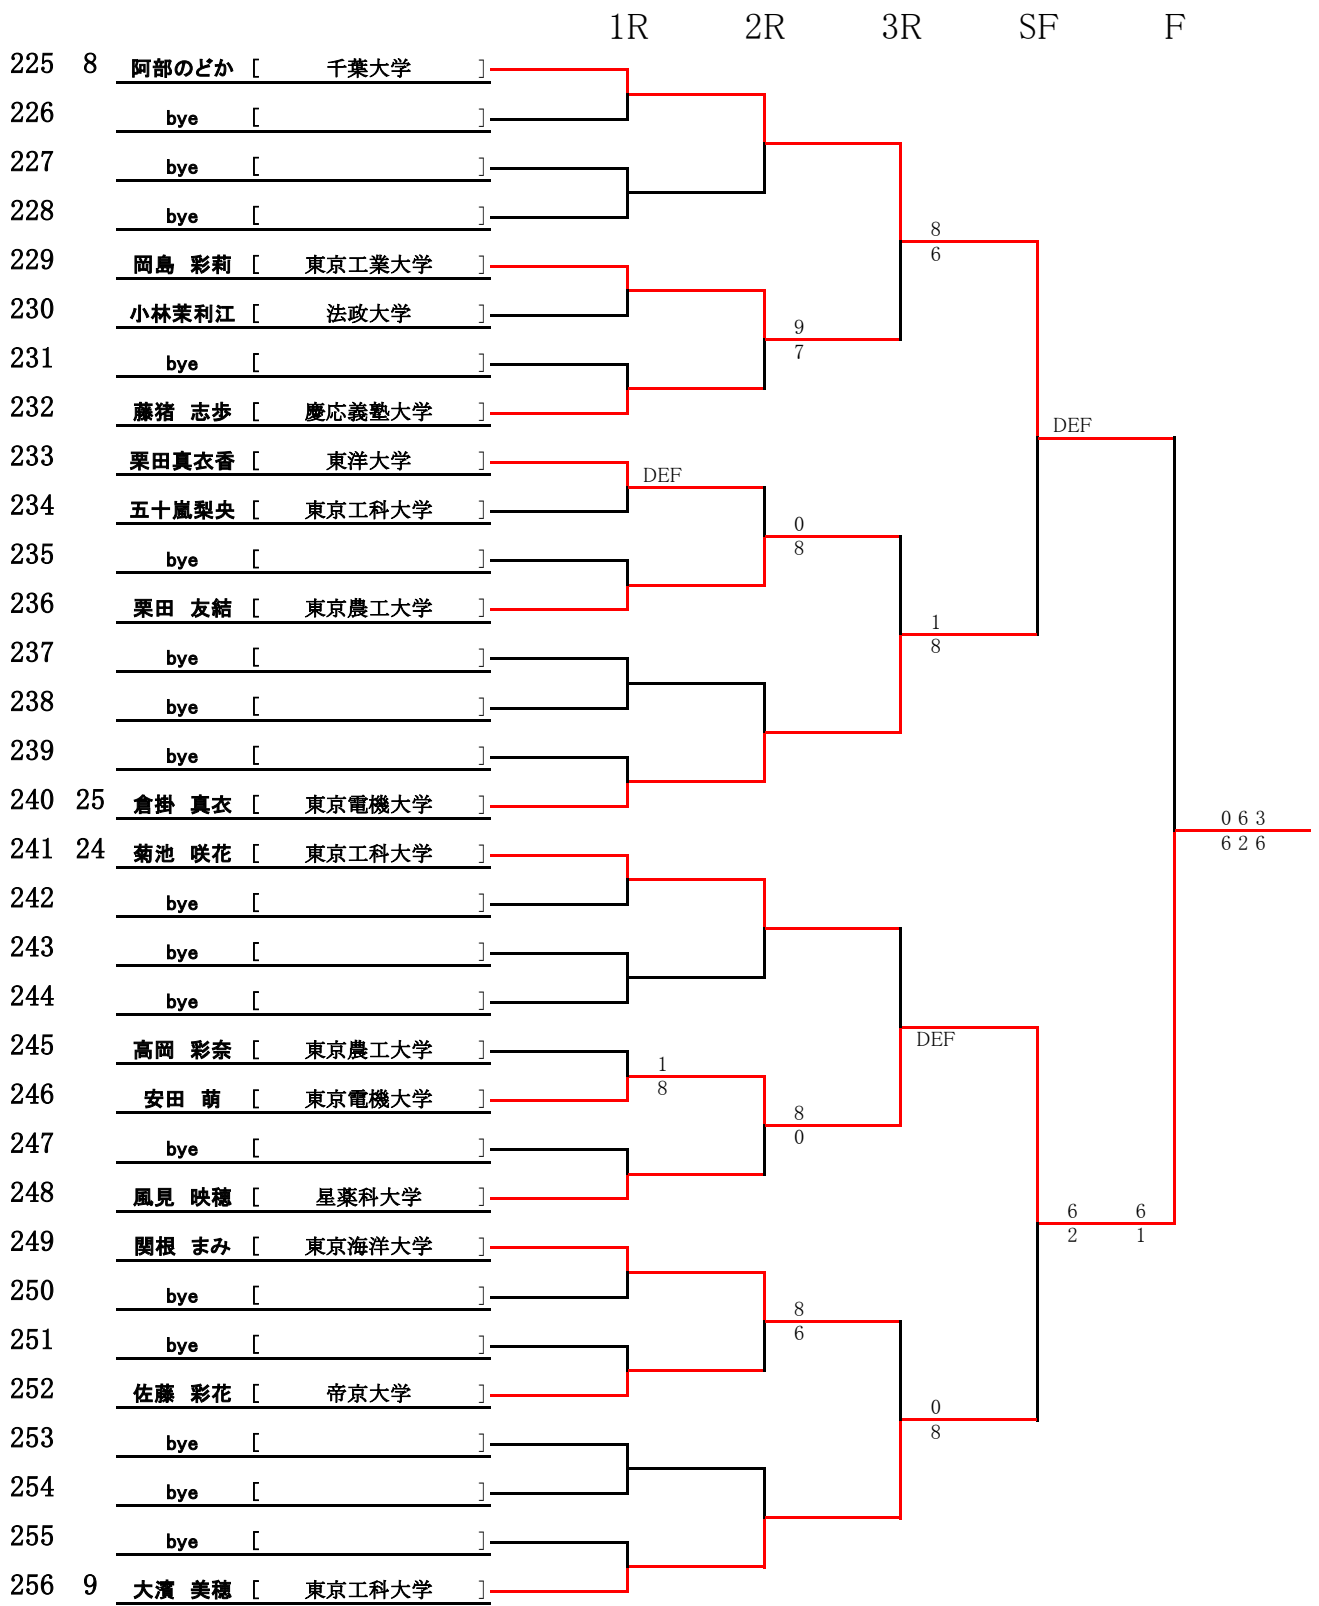 1R 2R 3R SF F
225 8 阿部のどか [ 千葉大学 ]
226 bye [ ]
227 bye [ ]
228 bye [ ]
8
229 岡島 彩莉 [ 東京工業大学 ]
6
230 小林茉利江 [ 法政大学 ]
9
231 bye [ ]
7
232 藤猪 志歩 [ 慶応義塾大学 ]
DEF
233 栗田真衣香 [ 東洋大学 ]
DEF
234 五十嵐梨央 [ 東京工科大学 ]
0
235 bye [ ]
8
236 栗田 友結 [ 東京農工大学 ]
1
237 bye [ ]
8
238 bye [ ]
239 bye [ ]
240 25 倉掛 真衣 [ 東京電機大学 ]
0 6 3
241 24 菊池 咲花 [ 東京工科大学 ]
6 2 6
242 bye [ ]
243 bye [ ]
244 bye [ ]
245 高岡 彩奈 [ 東京農工大学 ]
DEF
1
246 安田 萌 [ 東京電機大学 ]
8
8
247 bye [ ]
0
248 風見 映穂 [ 星薬科大学 ]
6 6
249 関根 まみ [ 東京海洋大学 ]
2 1
250 bye [ ]
8
251 bye [ ]
6
252 佐藤 彩花 [ 帝京大学 ]
0
253 bye [ ]
8
254 bye [ ]
255 bye [ ]
256 9 大濱 美穂 [ 東京工科大学 ]